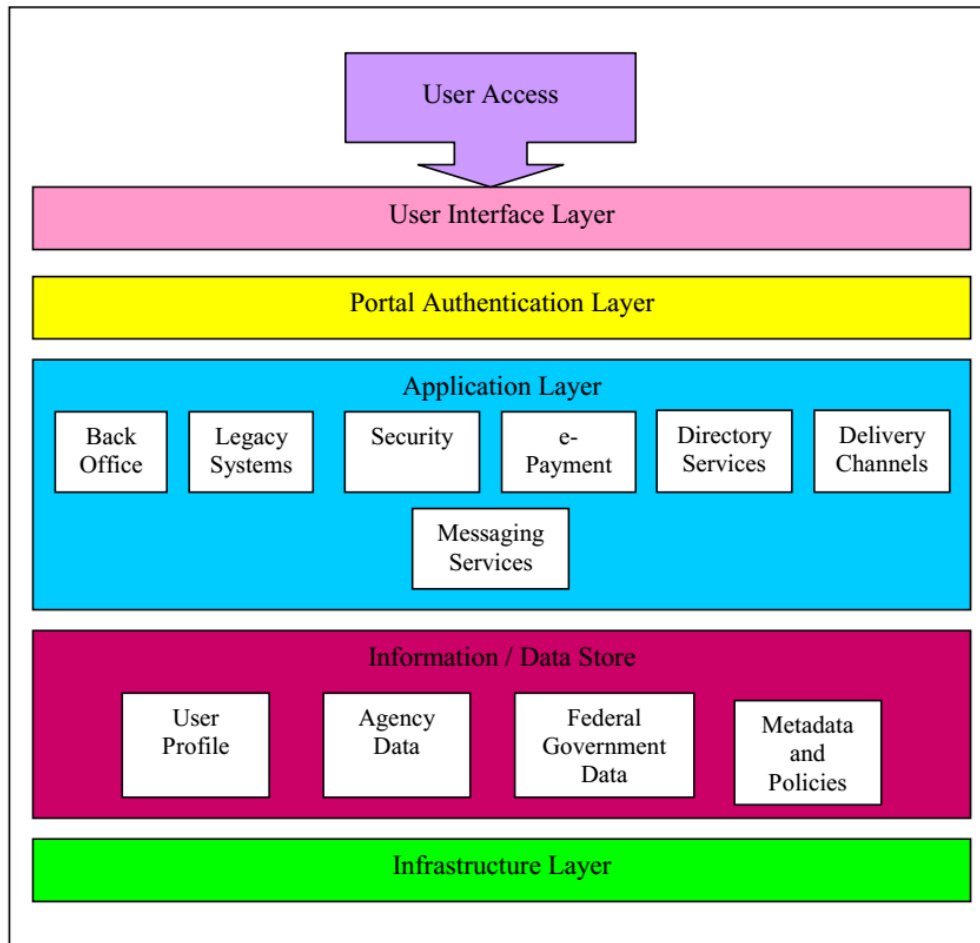 User Access
User Interface Layer
Portal Authentication Layer
Application Layer
Back
Office
Legacy
Systems
Security
e-
Payment
Directory
Services
Delivery
Channels
Messaging
Services
Information / Data Store
User
Profile
Agency
Data
Federal
Government
Data
Metadata
and
Policies
Infrastructure Layer